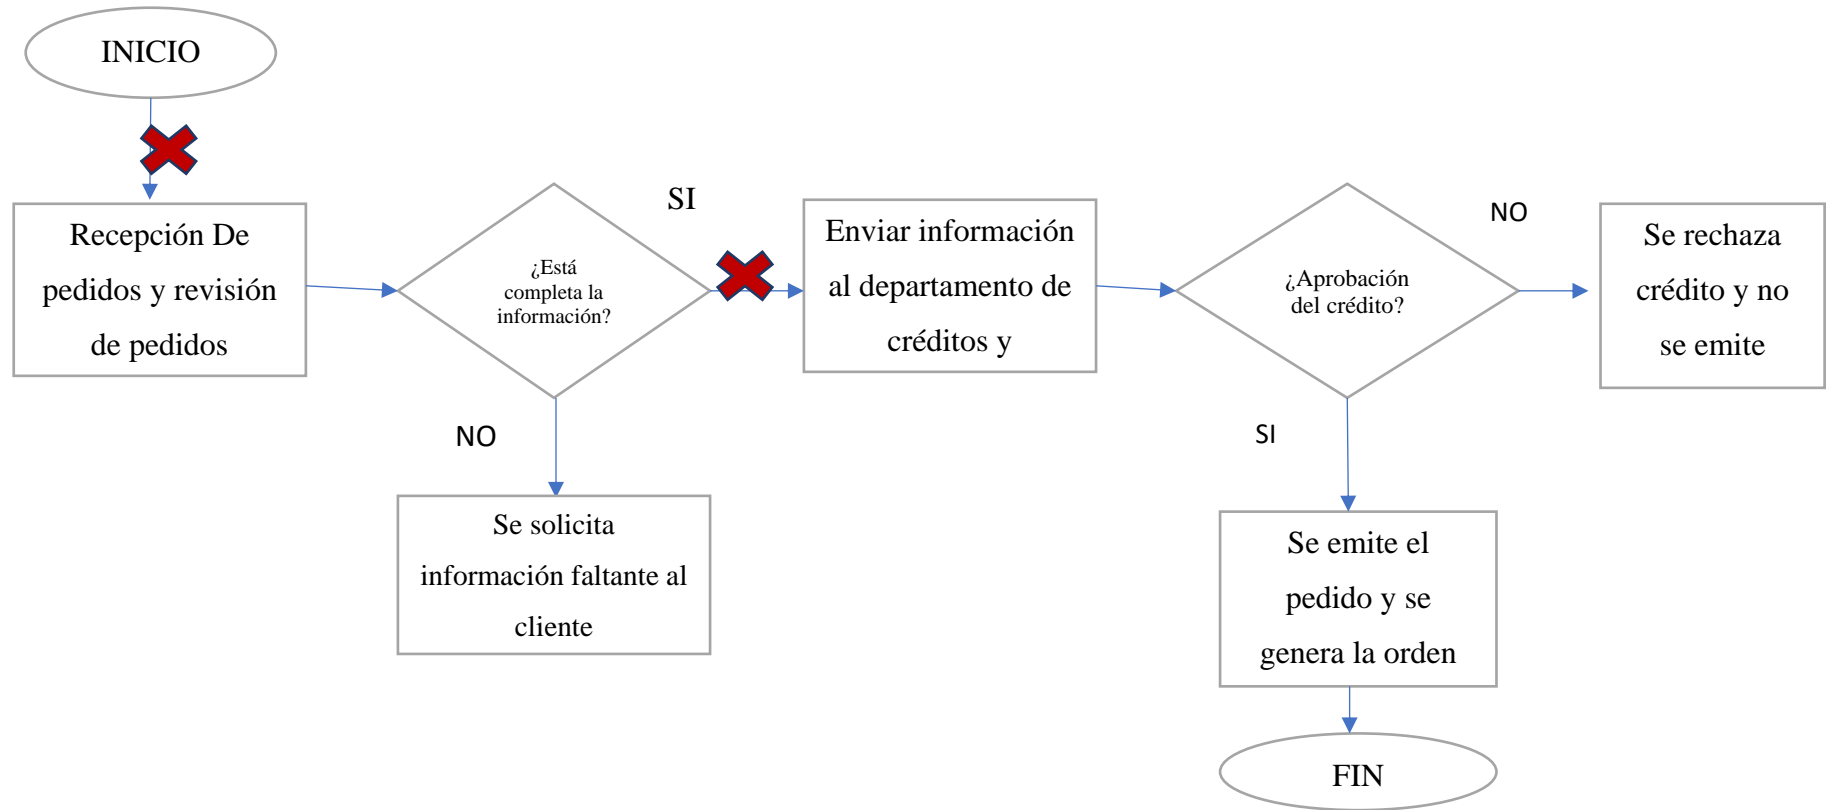 INICIO
Recepción De
pedidos y revisión
de pedidos
¿Está
completa la
información?
SI
NO
Se solicita
información faltante al
cliente
Enviar información
al departamento de
créditos y
¿Aprobación
del crédito?
NO
Se rechaza
crédito y no
se emite
SI
Se emite el
pedido y se
genera la orden
FIN